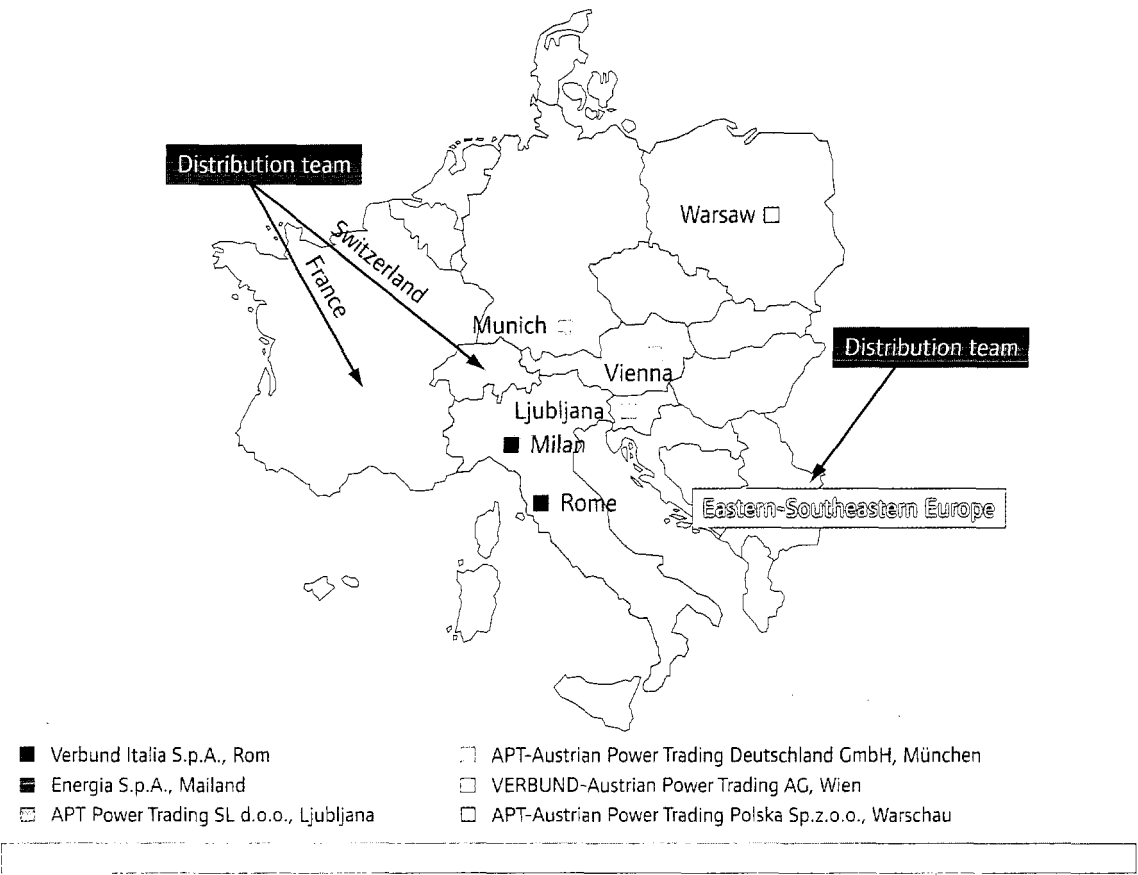 Distribution team
Switzerland
France
Warsaw
Munich
Distribution team
Vienna
Ljubljana
Milan
Rome
Eastern-Southeastern Europe
Verbund Italia S.p.A., Rom
Energia S.p.A., Mailand
APT Power Trading SL d.o.o., Ljubljana
APT-Austrian Power Trading Deutschland GmbH, München
VERBUND-Austrian Power Trading AG, Wien
APT-Austrian Power Trading Polska Sp.z.o.o., Warschau